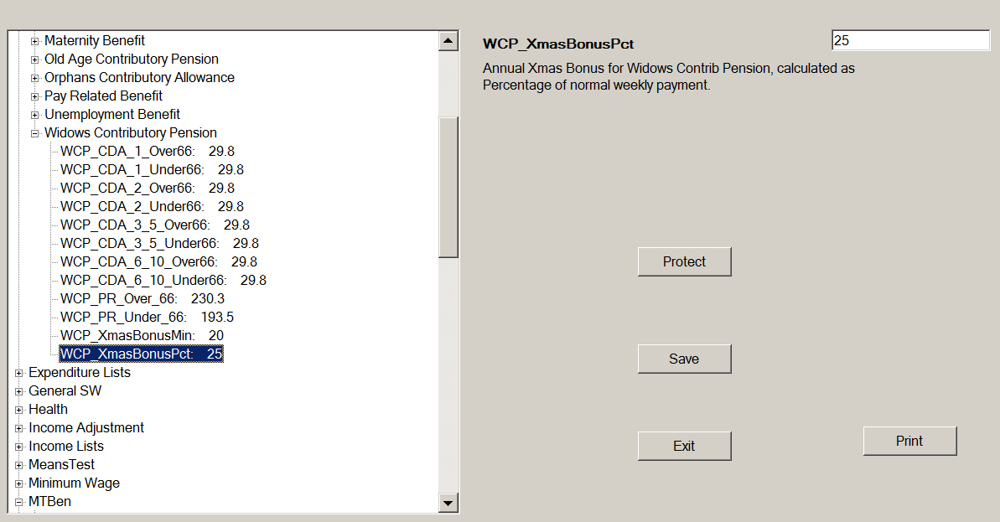 Maternity Benefit
Old Age Contributory Pension
Orphans Contributory Allowance
Pay Related Benefit
Unemployment Benefit
Widows Contributory Pension
WCP_CDA_1_Over66: 29.8
WCP_CDA_1_Under66: 29.8
WCP_CDA_2_Over66: 29.8
WCP_CDA_2_Under66: 29.8
WCP_CDA_3_5_Over66: 29.8
WCP_CDA_3_5_Under66: 29.8
WCP_CDA_6_10_Over66: 29.8
WCP_CDA_6_10_Under66: 29.8
WCP_PR_Over_66: 230.3
WCP_PR_Under_66: 193.5
WCP_XmasBonusMin: 20
WCP_XmasBonusPct: 25
Expenditure Lists
General SW
Health
Income Adjustment
Income Lists
MeansTest
Minimum Wage
MTBen
WCP_XmasBonusPct
25
Annual Xmas Bonus for Widows Contrib Pension, calculated as
Percentage of normal weekly payment.
Protect
Save
Exit
Print